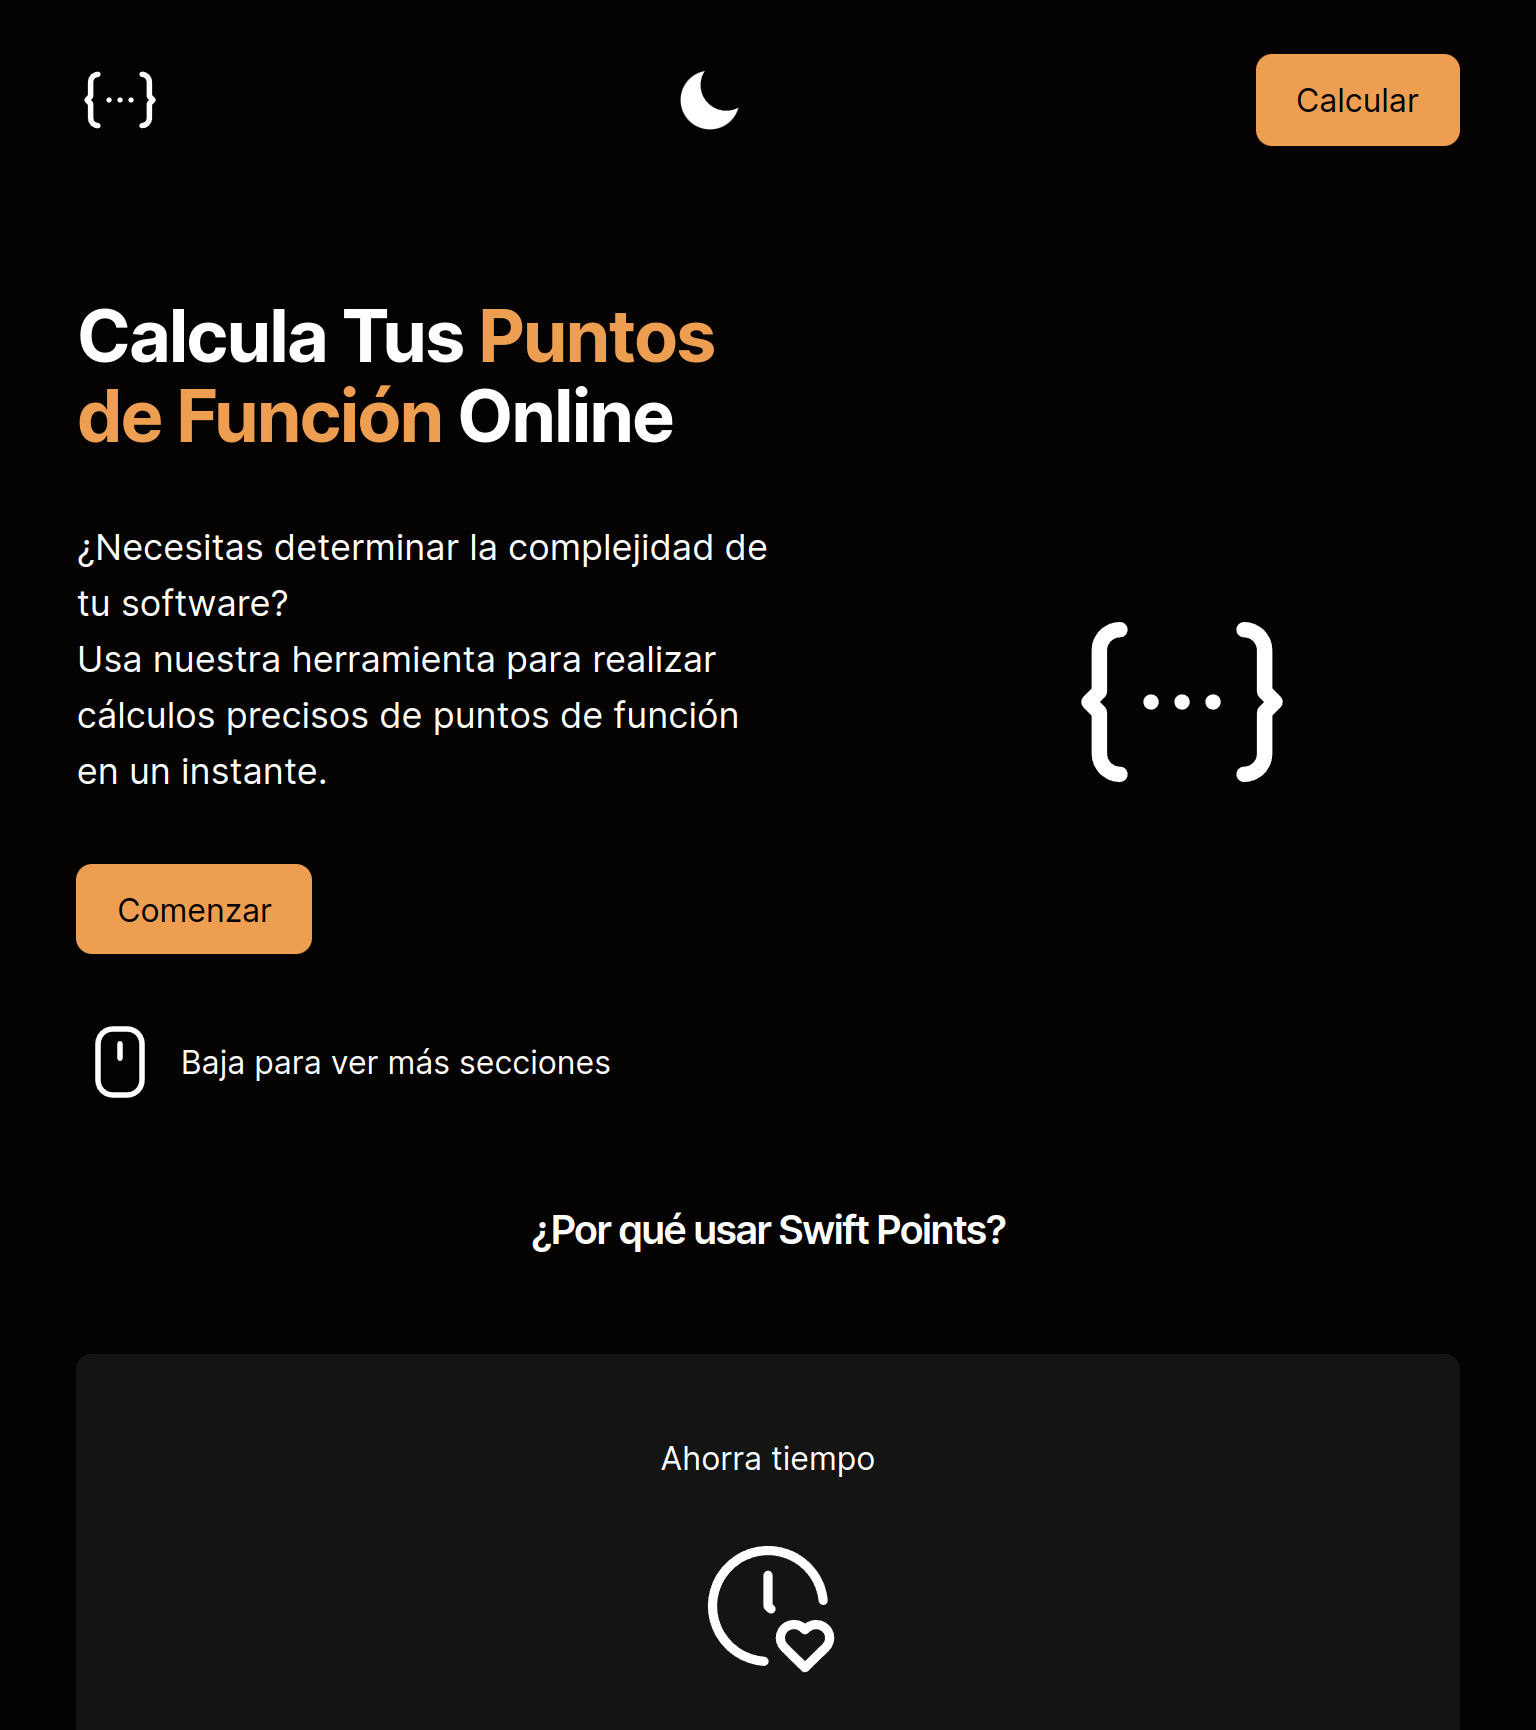 Calcular
Calcula Tus Puntos
de Función Online
¿Necesitas determinar la complejidad de
tu software?
Usa nuestra herramienta para realizar
cálculos precisos de puntos de función
en un instante.
Comenzar
Baja para ver más secciones
¿Por qué usar Swift Points?
Ahorra tiempo